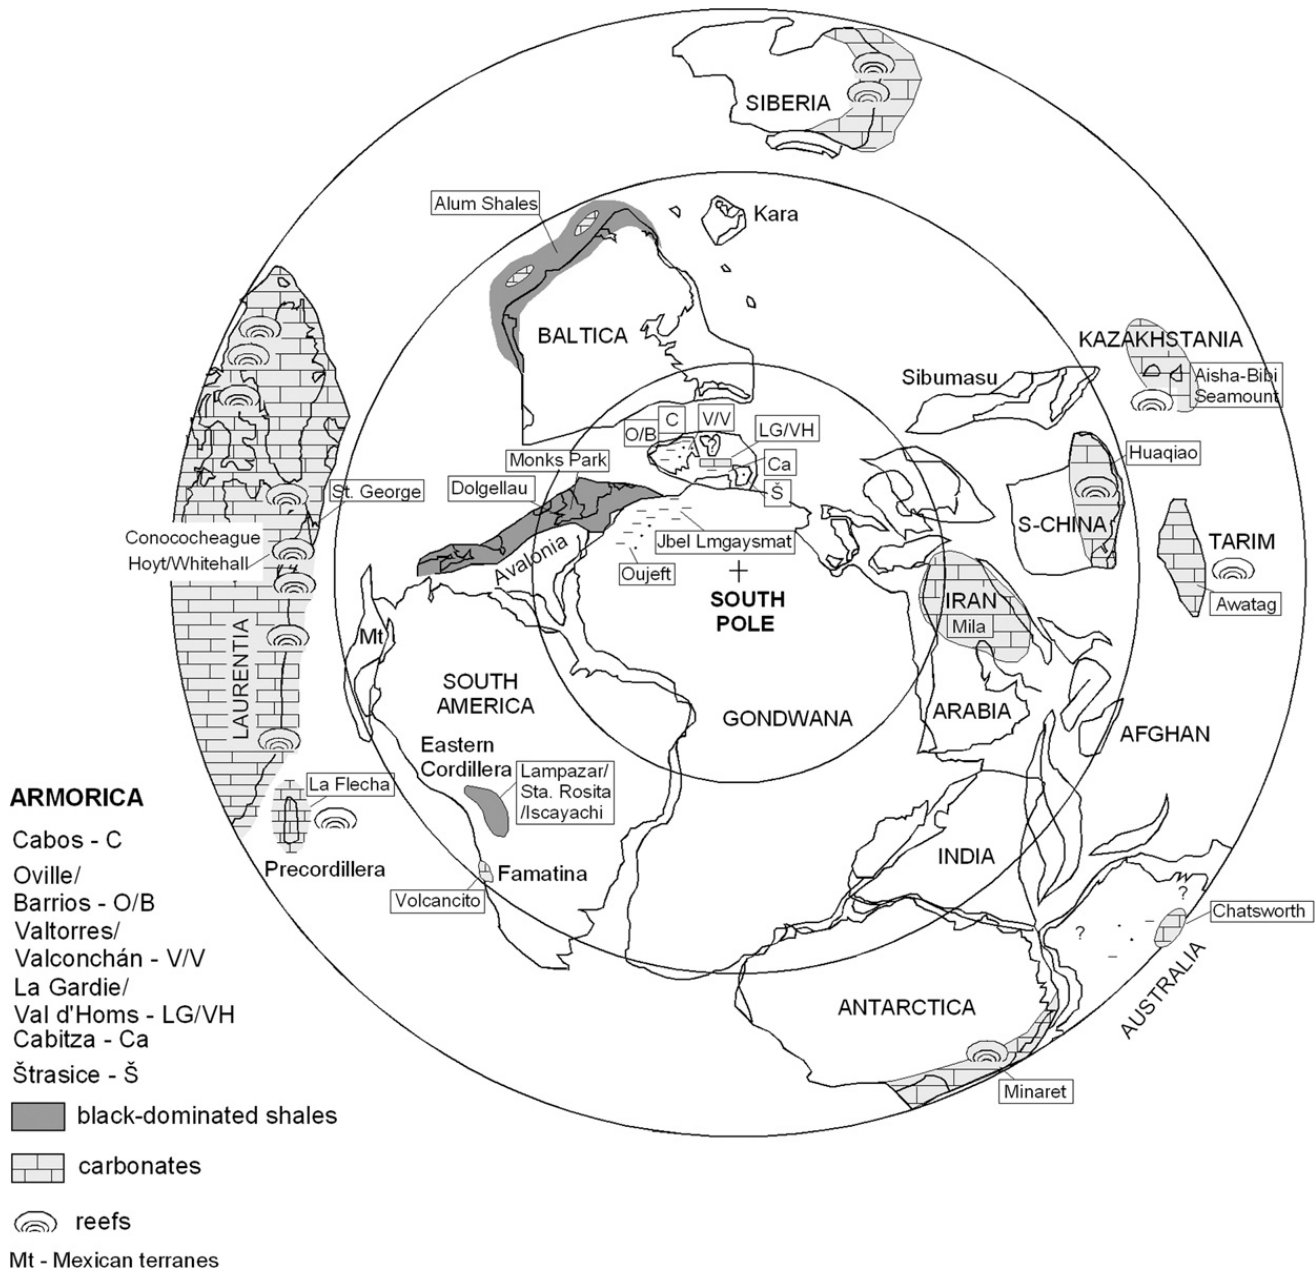 SIBERIA
Alum Shales
Kara
BALTICA
KAZAKHSTANIA
Sibumasu
Aisha-Bibi
Seamount
C
V/V
O/B
LG/VH
Monks Park
Ca
Huaqiao
Dolgellau
Š
St. George
S-CHINA
Conococheague
Hoyt/Whitehall
Jbel Lmgaysmat
TARIM
Avalonia
Oujeft
+
SOUTH
POLE
IRAN
Mila
Awatag
Mt
LAURENTIA
SOUTH
AMERICA
GONDWANA
ARABIA
AFGHAN
Eastern
Cordillera
Lampazar/
Sta. Rosita
/Iscayachi
La Flecha
Precordillera
Famatina
Volcancito
INDIA
?
?
Chatsworth
AUSTRALIA
ANTARCTICA
Minaret
ARMORICA
Cabos - C
Oville/
Barrios - O/B
Valtorres/
Valconchán - V/V
La Gardie/
Val d'Homs - LG/VH
Cabitza - Ca
Štrasice - Š
black-dominated shales
carbonates
reefs
Mt - Mexican terranes